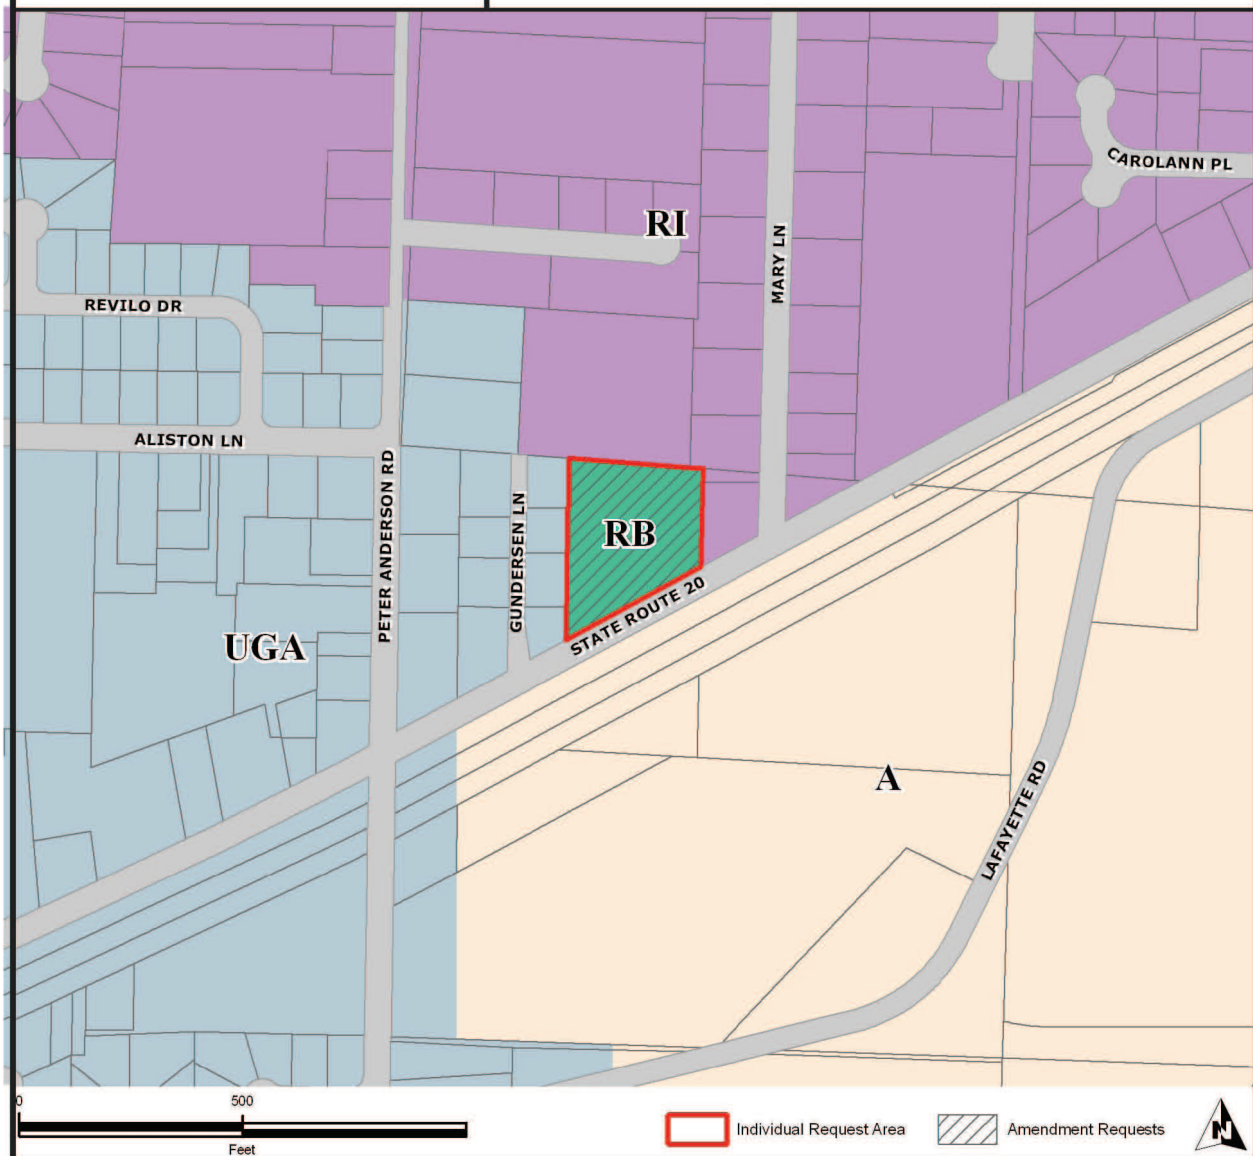 CAROLANN PL
RI
MARY LN
REVILO DR
ALISTON LN
PETER ANDERSON RD
GUNDERSEN LN
RB
STATE ROUTE 20
UGA
A
LAFAYETTE RD
0 500
Feet
Individual Request Area
Amendment Requests
N